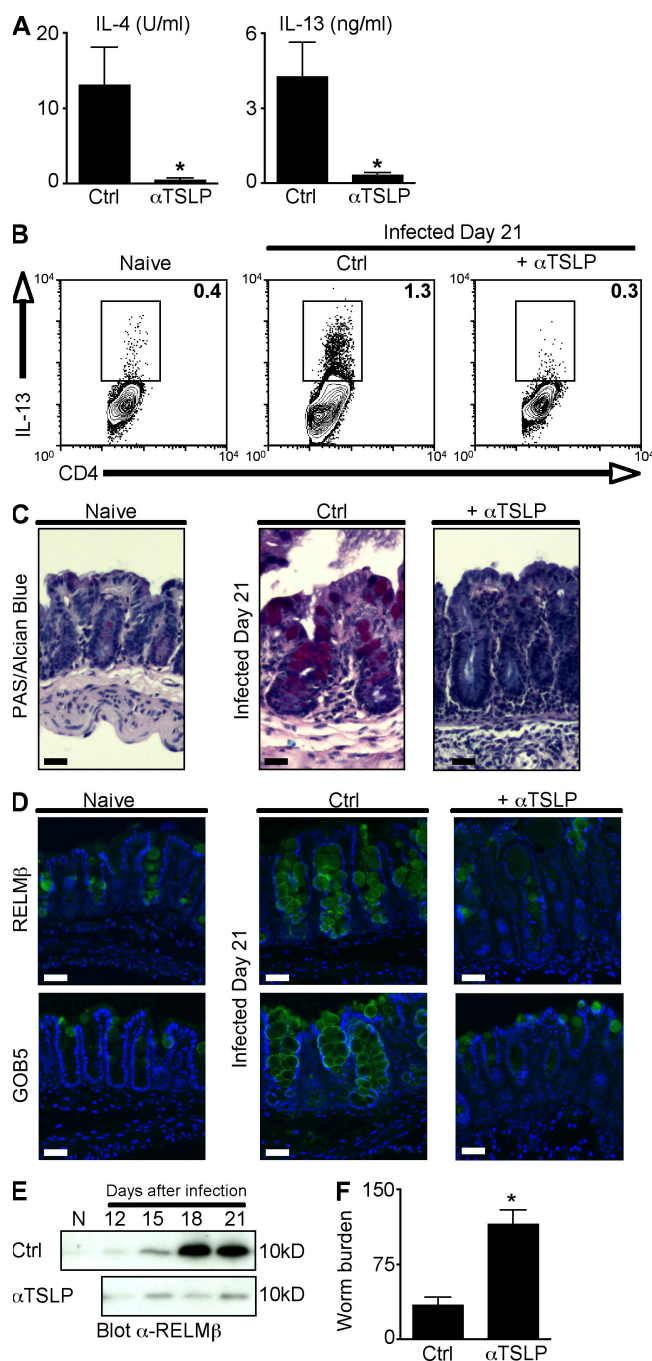 A
IL-4 (U/ml)
IL-13 (ng/ml)
20
10
0
Ctrl
αTSLP
*
6
3
0
Ctrl
αTSLP
*
B
Infected Day 21
Naive
Ctrl
+ αTSLP
10⁴
0.4
10⁴
1.3
10⁴
0.3
IL-13
10⁰
10⁴
10⁰
10⁴
10⁰
10⁴
CD4
C
Naive
Ctrl
+ αTSLP
PAS/Alcian Blue
Infected Day 21
D
Naive
Ctrl
+ αTSLP
RELMβ
Infected Day 21
GOB5
E
Days after infection
N 12 15 18 21
Ctrl
10kD
αTSLP
10kD
Blot α-RELMβ
F
Worm burden
150
75
0
*
Ctrl
αTSLP